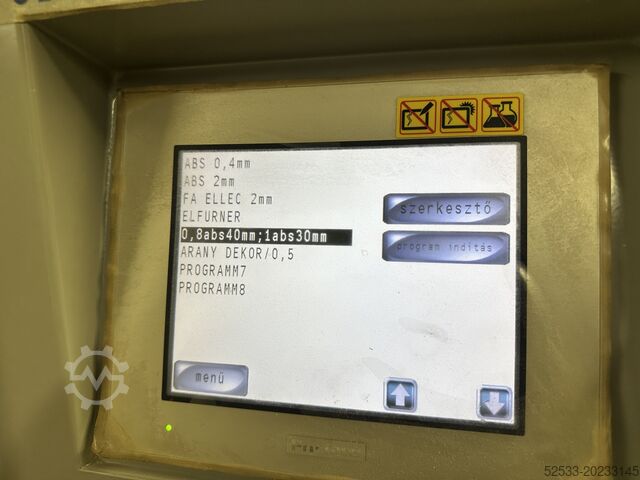 ABS 0,4mm
ABS 2mm
FA ELLEC 2mm
ELFURNER
0,8abs40mm;1abs30mm
ARANY DEKOR/0,5
PROGRAMM7
PROGRAMM8
szerkesztő
program indítás
menü
52533-20233145